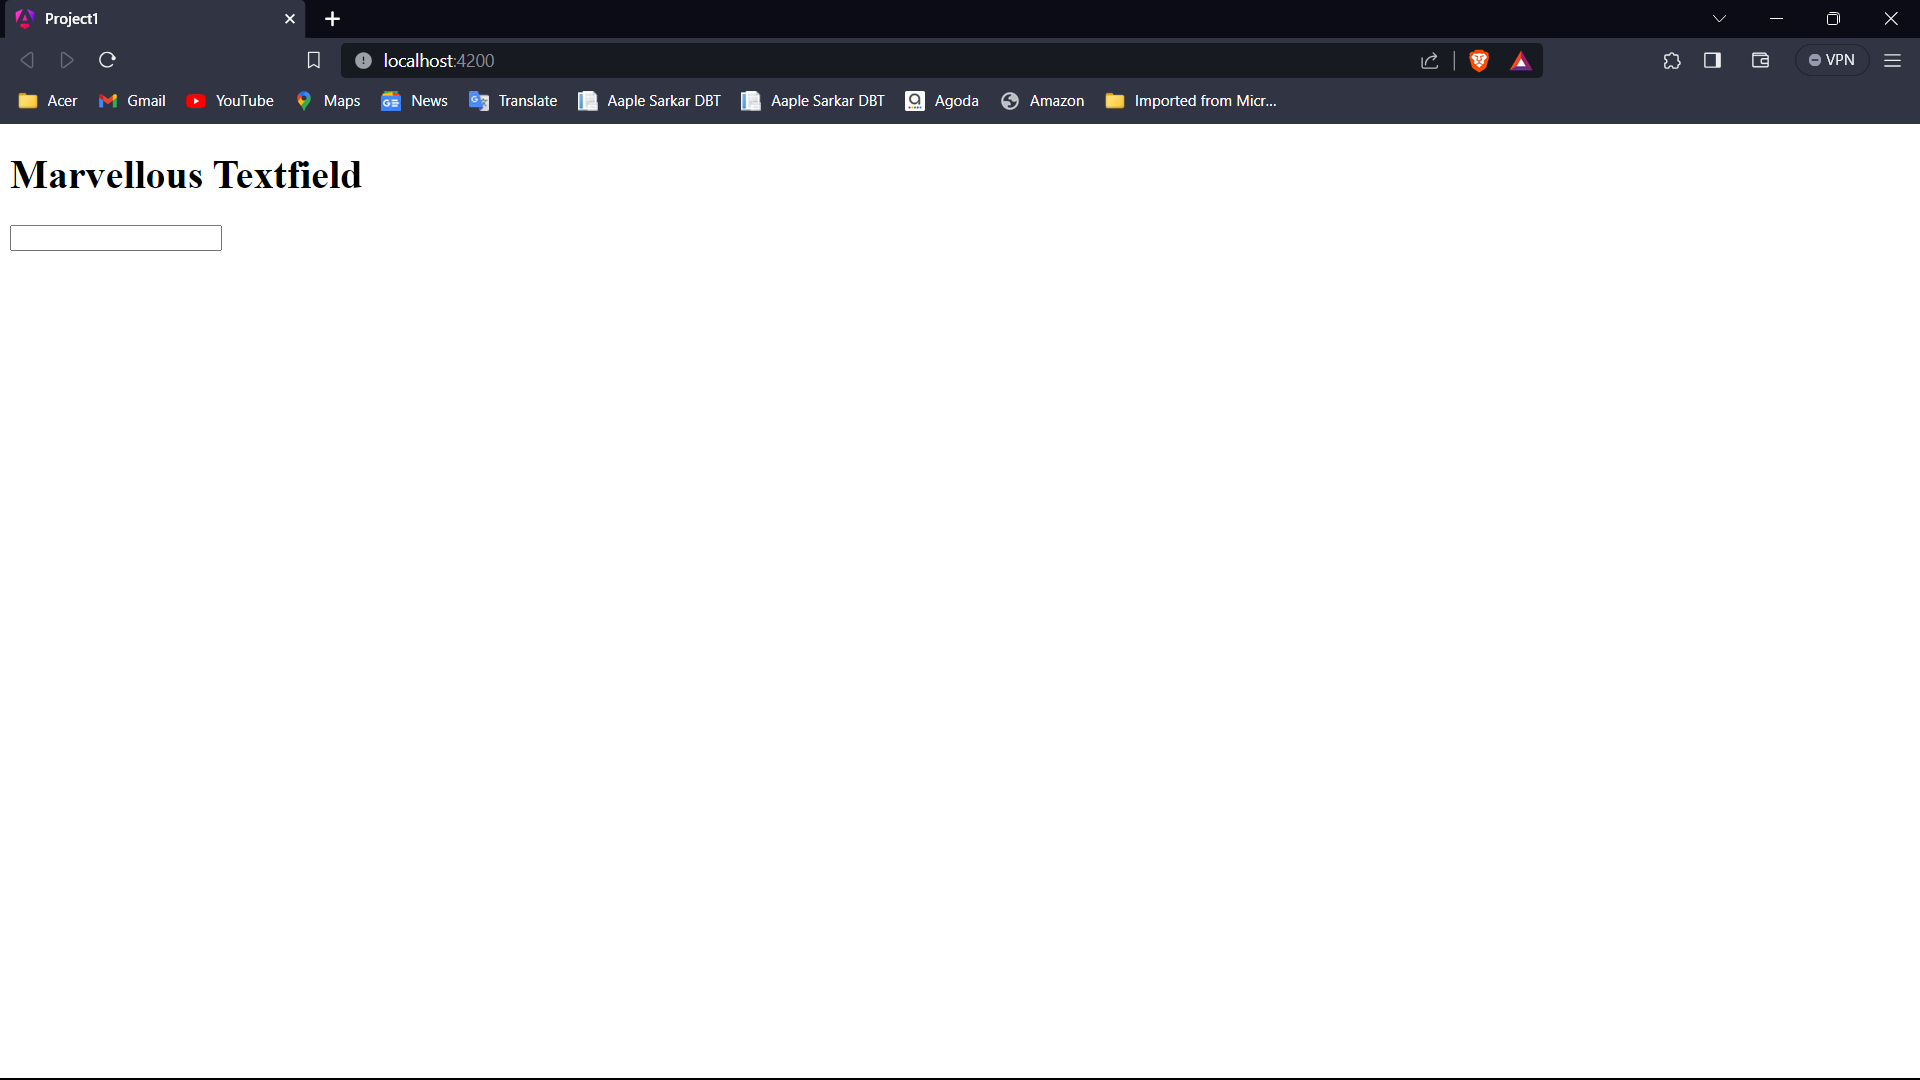 Project1
localhost:4200
VPN
Acer Gmail YouTube Maps News Translate Aaple Sarkar DBT Aaple Sarkar DBT Agoda Amazon Imported from Micr...
Marvellous Textfield